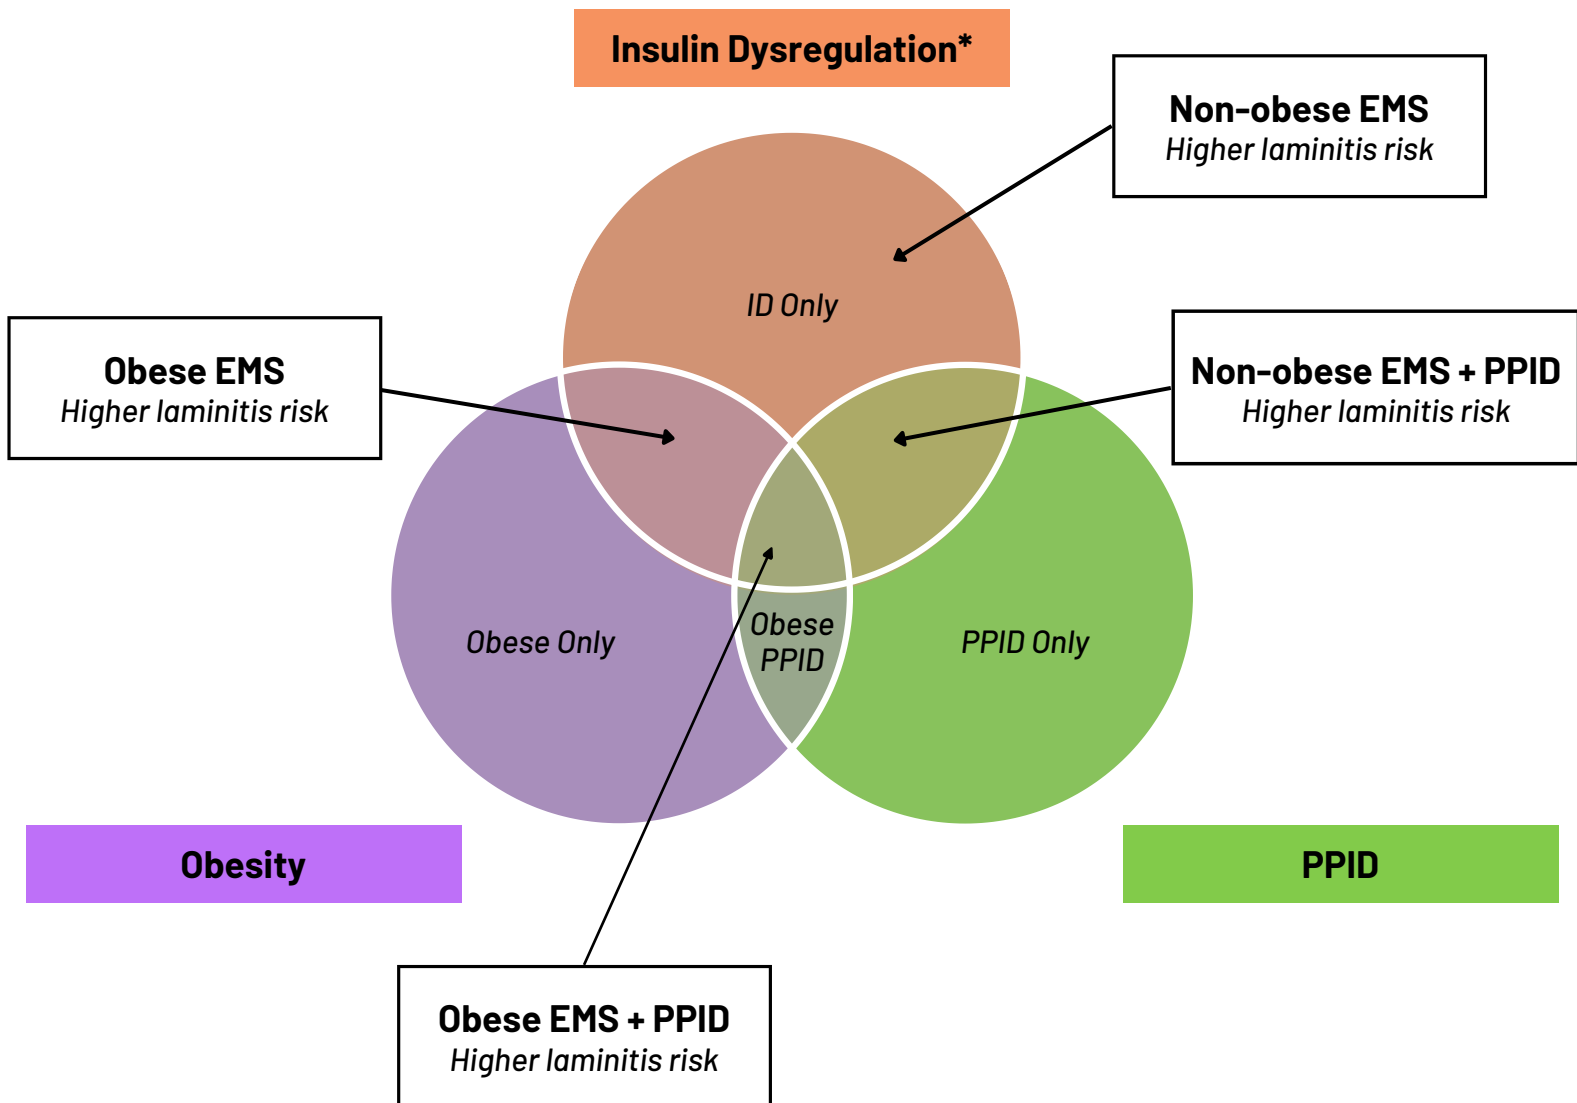 Insulin Dysregulation*
Non-obese EMS
Higher laminitis risk
ID Only
Obese EMS
Higher laminitis risk
Non-obese EMS + PPID
Higher laminitis risk
Obese Only
Obese
PPID
PPID Only
Obesity
PPID
Obese EMS + PPID
Higher laminitis risk